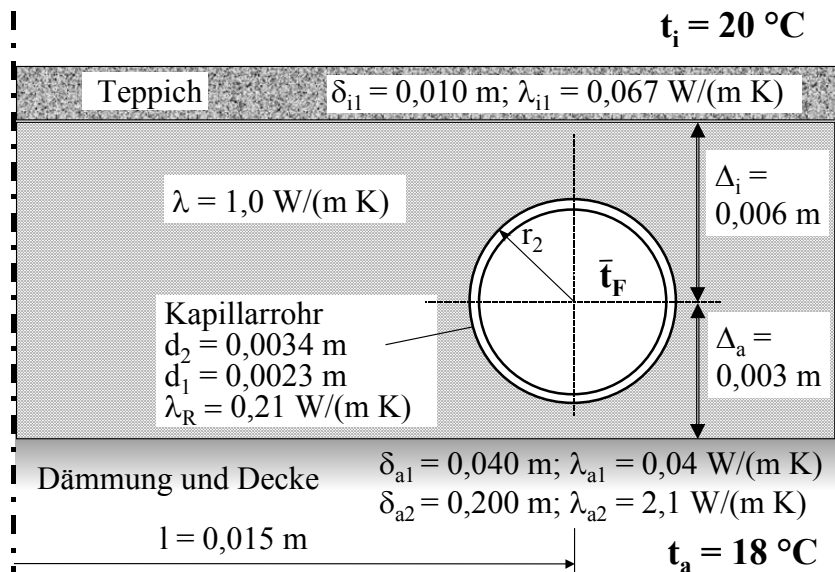 t_i = 20 °C
Teppich
δ_i1 = 0,010 m; λ_i1 = 0,067 W/(m K)
λ = 1,0 W/(m K)
Δ_i =
0,006 m
r_2
t̄_F
Kapillarrohr
d_2 = 0,0034 m
d_1 = 0,0023 m
λ_R = 0,21 W/(m K)
Δ_a =
0,003 m
Dämmung und Decke
δ_a1 = 0,040 m; λ_a1 = 0,04 W/(m K)
δ_a2 = 0,200 m; λ_a2 = 2,1 W/(m K)
l = 0,015 m
t_a = 18 °C